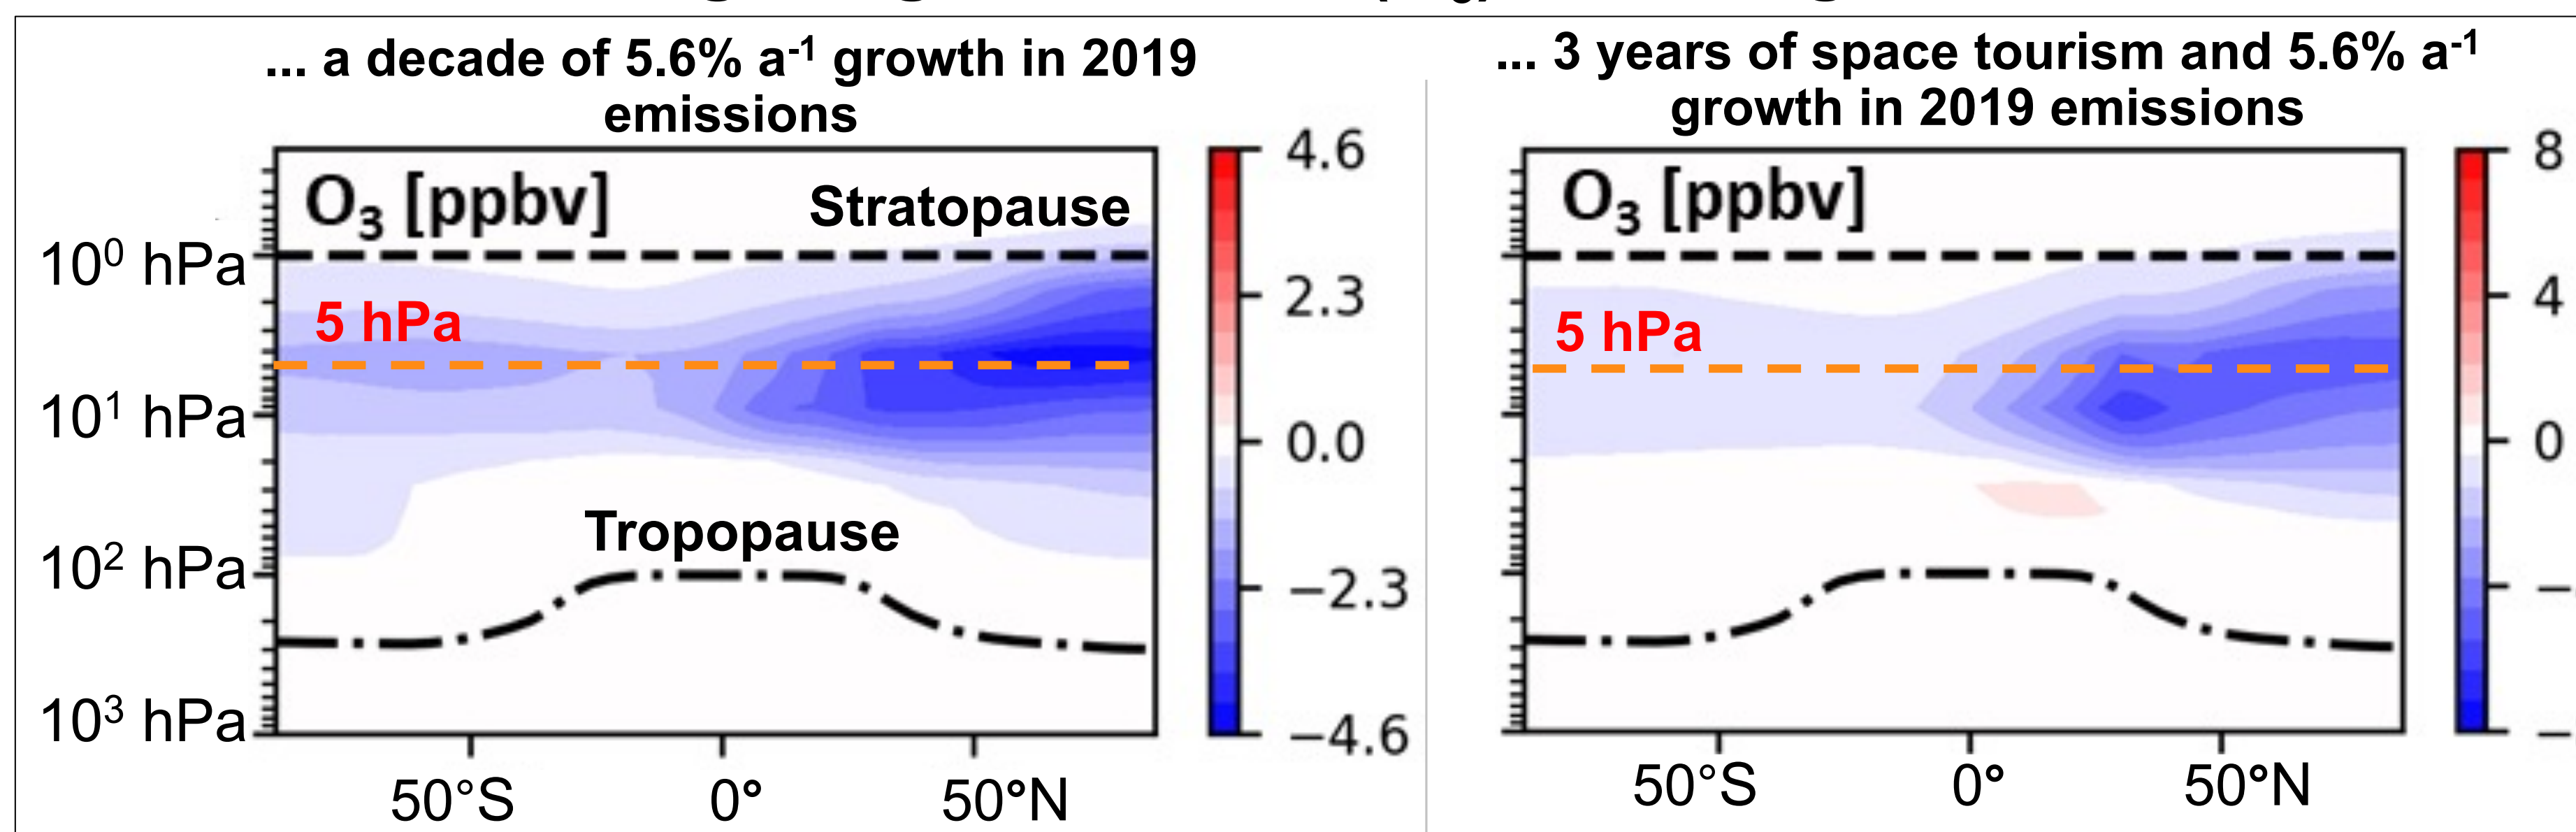 ... a decade of 5.6% a⁻¹ growth in 2019
emissions
O₃ [ppbv]
Stratopause
5 hPa
Tropopause
10⁰ hPa
10¹ hPa
10² hPa
10³ hPa
50°S
0°
50°N
4.6
2.3
0.0
−2.3
−4.6
... 3 years of space tourism and 5.6% a⁻¹
growth in 2019 emissions
O₃ [ppbv]
5 hPa
50°S
0°
50°N
8
4
0